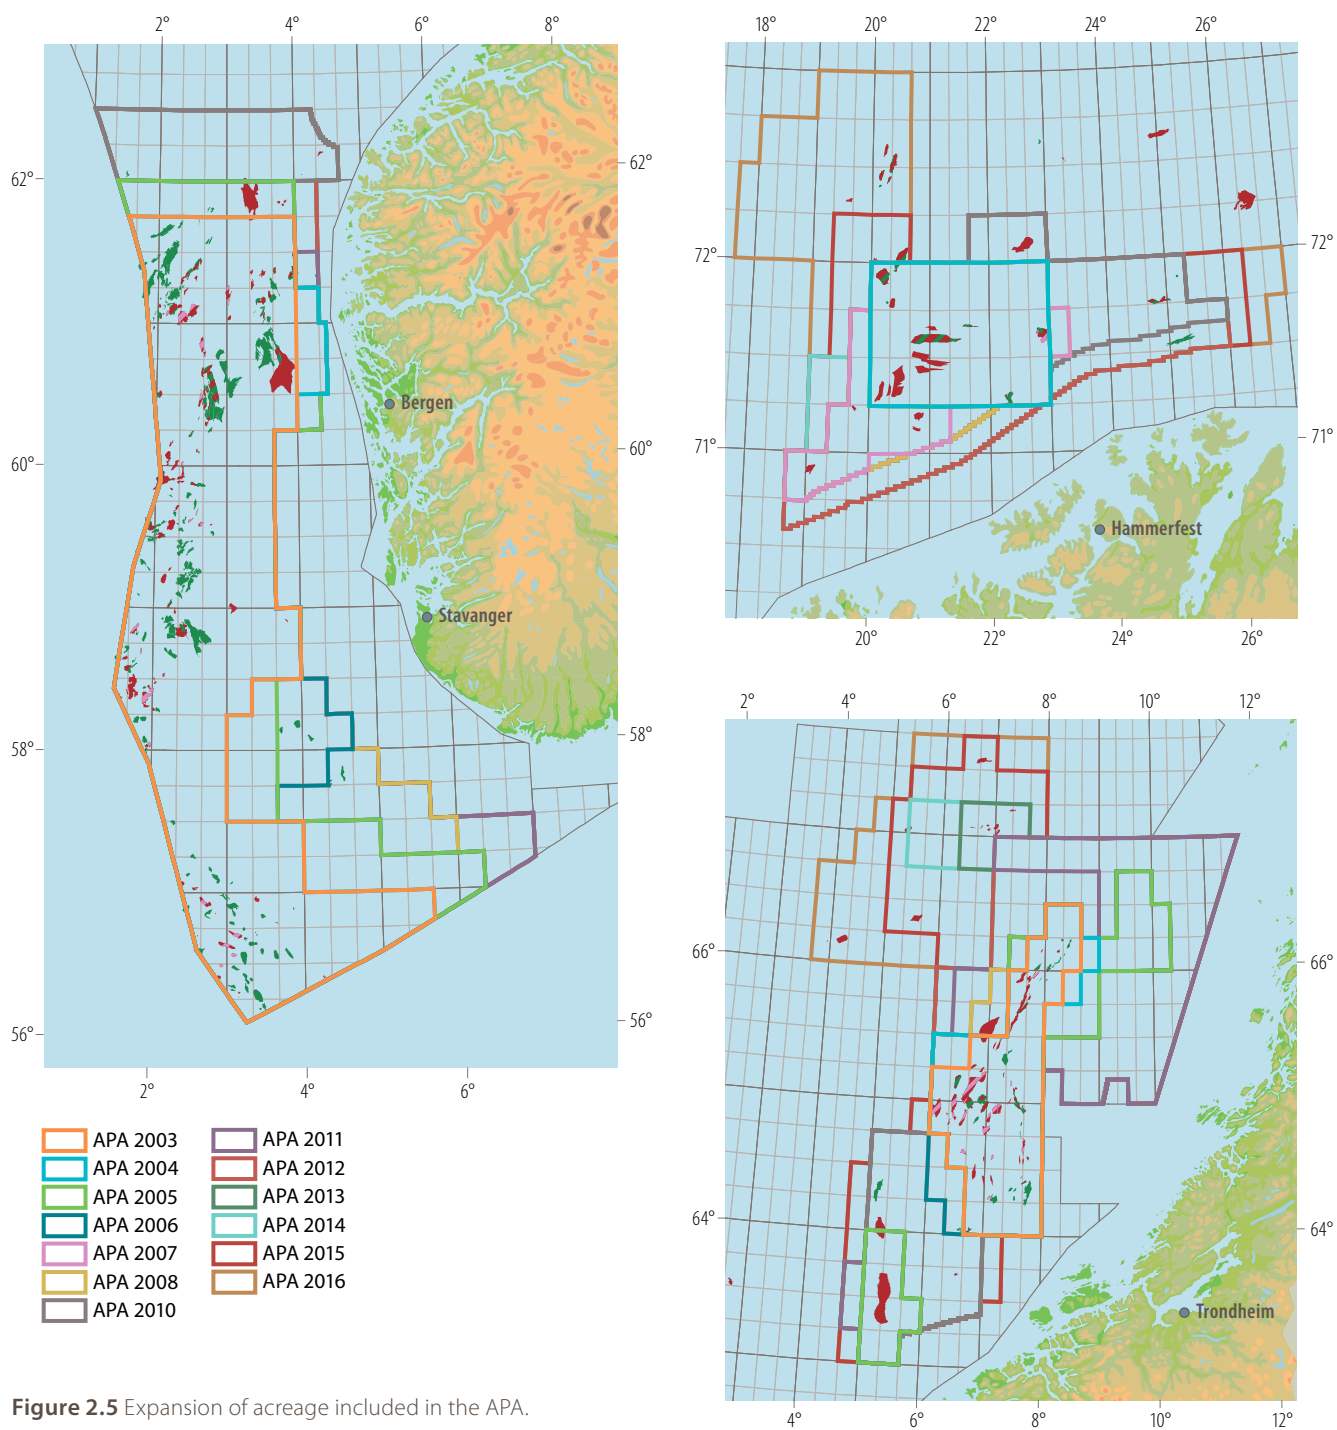 2° 4° 6° 8°
62° 62°
60° 60°
58° 58°
56° 56°
2° 4° 6°
Bergen
Stavanger
18° 20° 22° 24° 26°
72° 72°
71° 71°
20° 22° 24° 26°
Hammerfest
2° 4° 6° 8° 10° 12°
66° 66°
64° 64°
4° 6° 8° 10° 12°
Trondheim
APA 2003
APA 2004
APA 2005
APA 2006
APA 2007
APA 2008
APA 2010
APA 2011
APA 2012
APA 2013
APA 2014
APA 2015
APA 2016
Figure 2.5 Expansion of acreage included in the APA.